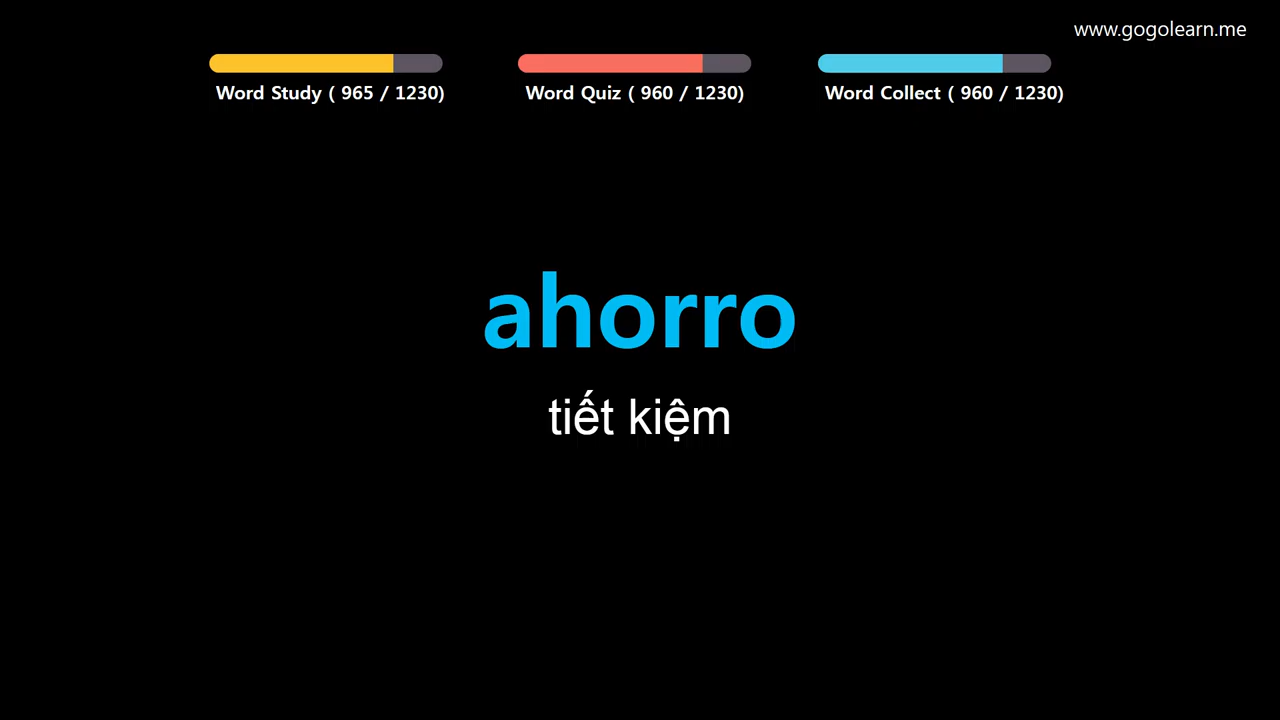 www.gogolearn.me
Word Study ( 965 / 1230)
Word Quiz ( 960 / 1230)
Word Collect ( 960 / 1230)
ahorro
tiết kiệm